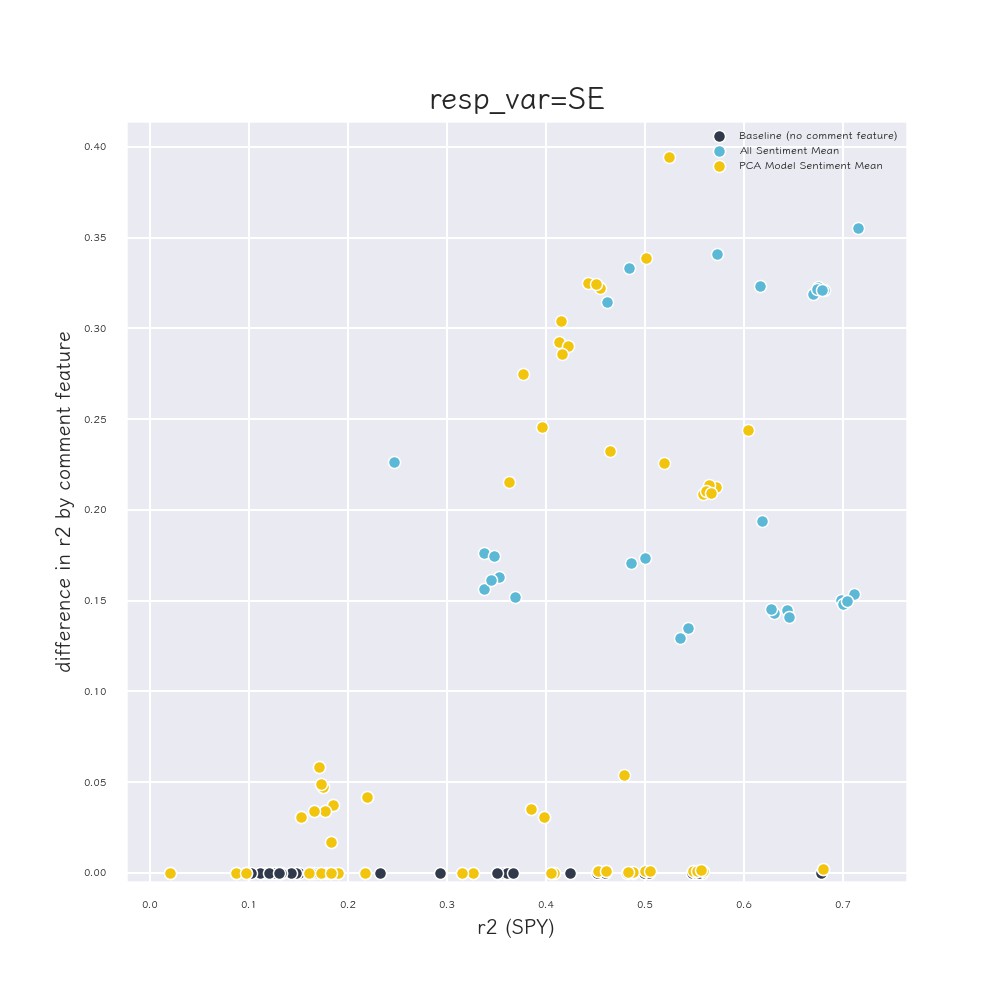 resp_var=SE
Baseline (no comment feature)
All Sentiment Mean
PCA Model Sentiment Mean
difference in r2 by comment feature
0.40
0.35
0.30
0.25
0.20
0.15
0.10
0.05
0.00
0.0 0.1 0.2 0.3 0.4 0.5 0.6 0.7
r2 (SPY)